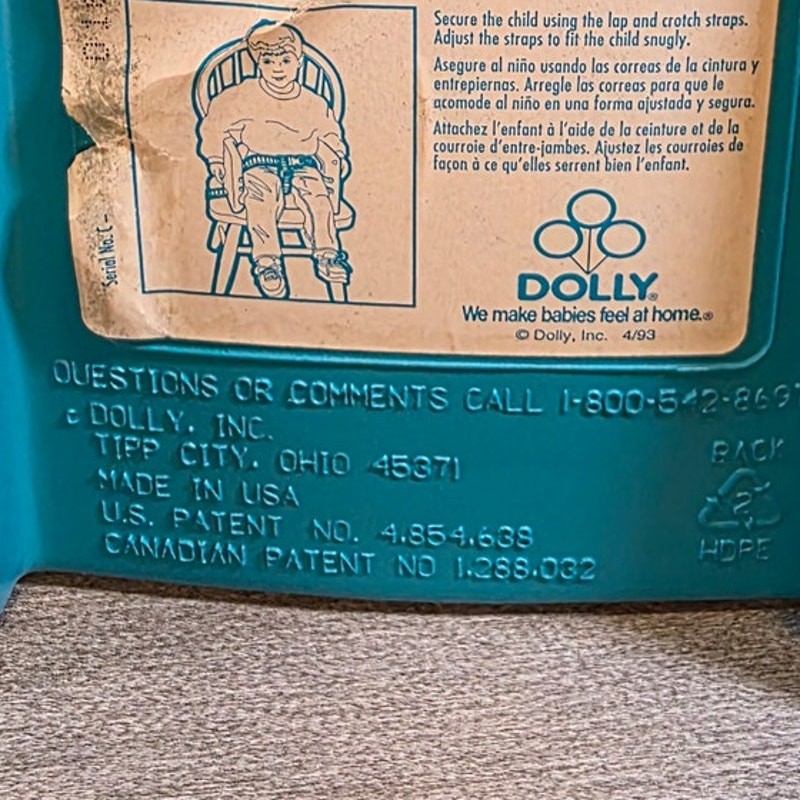 Secure the child using the lap and crotch straps.
Adjust the straps to fit the child snugly.
Asegure al niño usando las correas de la cintura y
entrepiernas. Arregle las correas para que le
acomode al niño en una forma ajustada y segura.
Attachez l'enfant à l'aide de la ceinture et de la
courroie d'entre-jambes. Ajustez les courroies de
façon à ce qu'elles serrent bien l'enfant.
Serial No. C-
DOLLY®
We make babies feel at home.®
© Dolly, Inc. 4/93
QUESTIONS OR COMMENTS CALL 1-800-542-8697
c DOLLY, INC.
TIPP CITY, OHIO 45371
MADE IN USA
U.S. PATENT NO. 4.854.638
CANADIAN PATENT NO 1.288.032
BACK
2
HDPE